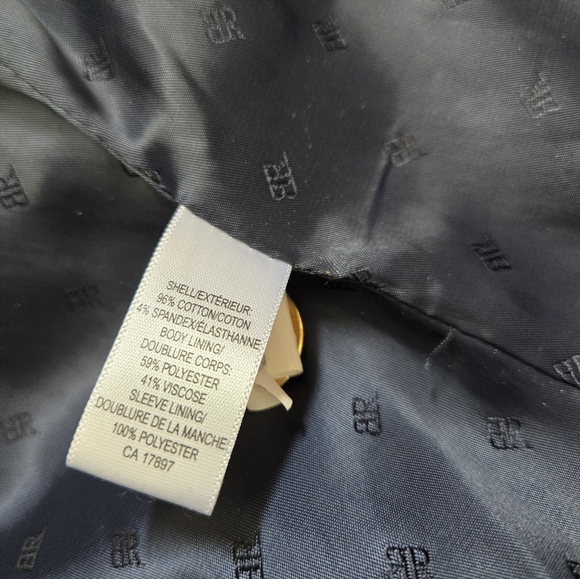 SHELL/EXTÉRIEUR:
96% COTTON/COTON
4% SPANDEX/ÉLASTHANNE
BODY LINING/
DOUBLURE CORPS:
59% POLYESTER
41% VISCOSE
SLEEVE LINING/
DOUBLURE DE LA MANCHE:
100% POLYESTER
CA 17897